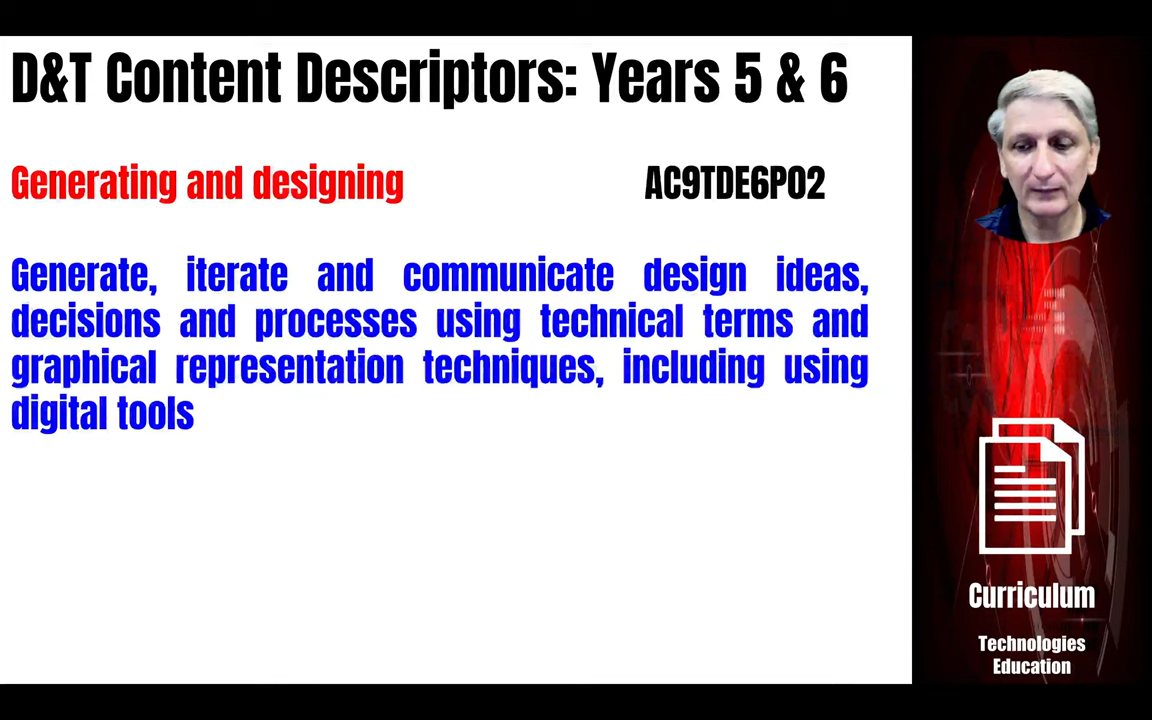 D&T Content Descriptors: Years 5 & 6
Generating and designing AC9TDE6P02
Generate, iterate and communicate design ideas,
decisions and processes using technical terms and
graphical representation techniques, including using
digital tools
Curriculum
Technologies
Education